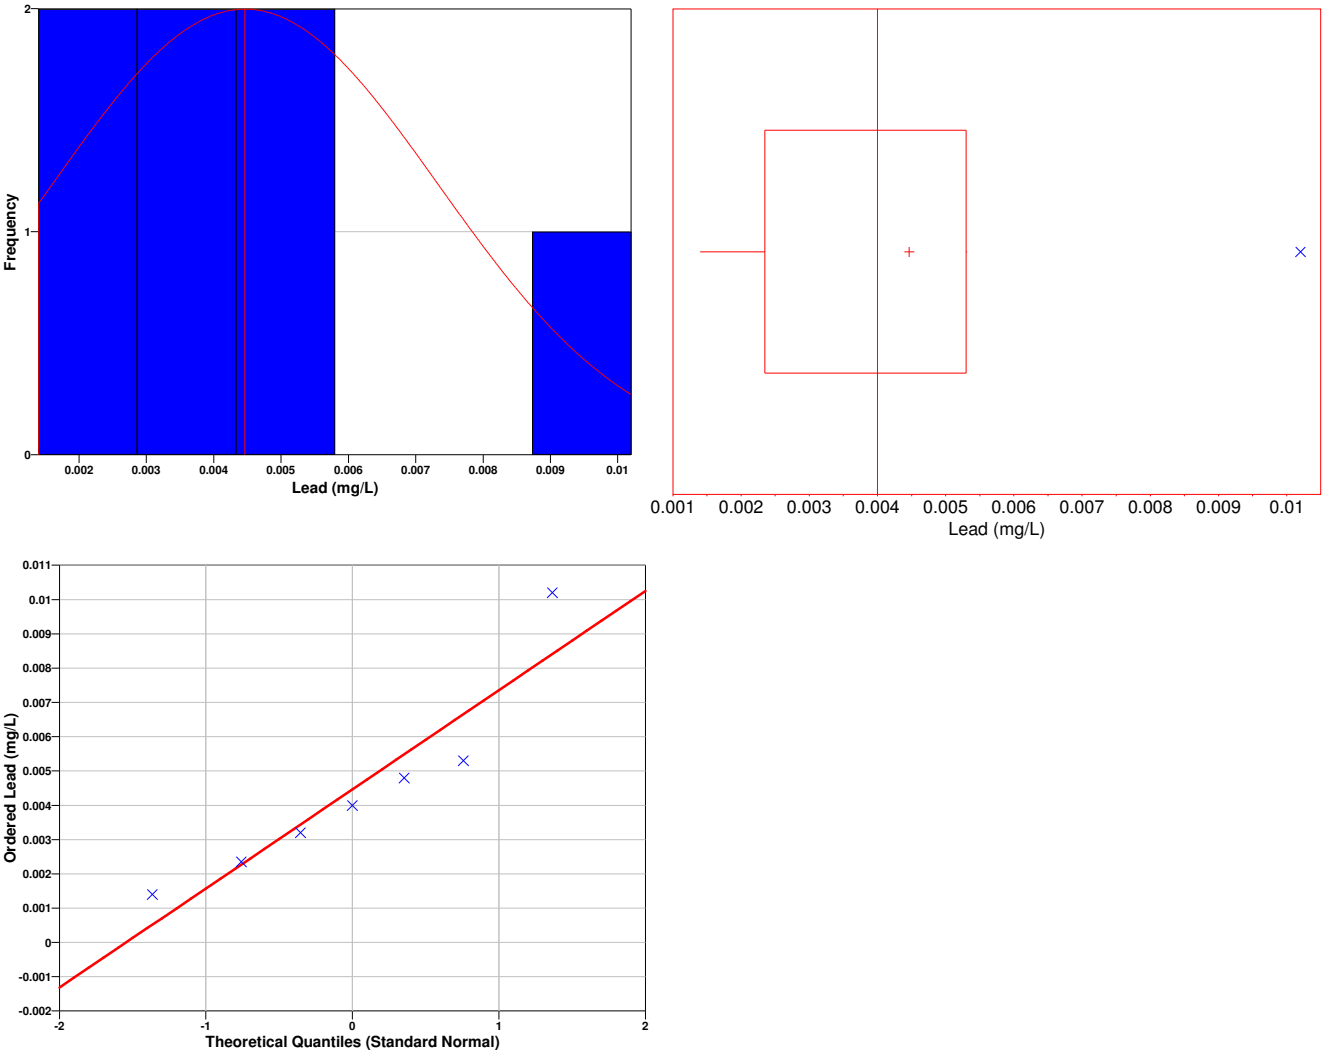 2
1
0
Frequency
0.002 0.003 0.004 0.005 0.006 0.007 0.008 0.009 0.01
Lead (mg/L)
0.001 0.002 0.003 0.004 0.005 0.006 0.007 0.008 0.009 0.01
Lead (mg/L)
0.011
0.01
0.009
0.008
0.007
0.006
0.005
0.004
0.003
0.002
0.001
0
-0.001
-0.002
Ordered Lead (mg/L)
-2 -1 0 1 2
Theoretical Quantiles (Standard Normal)